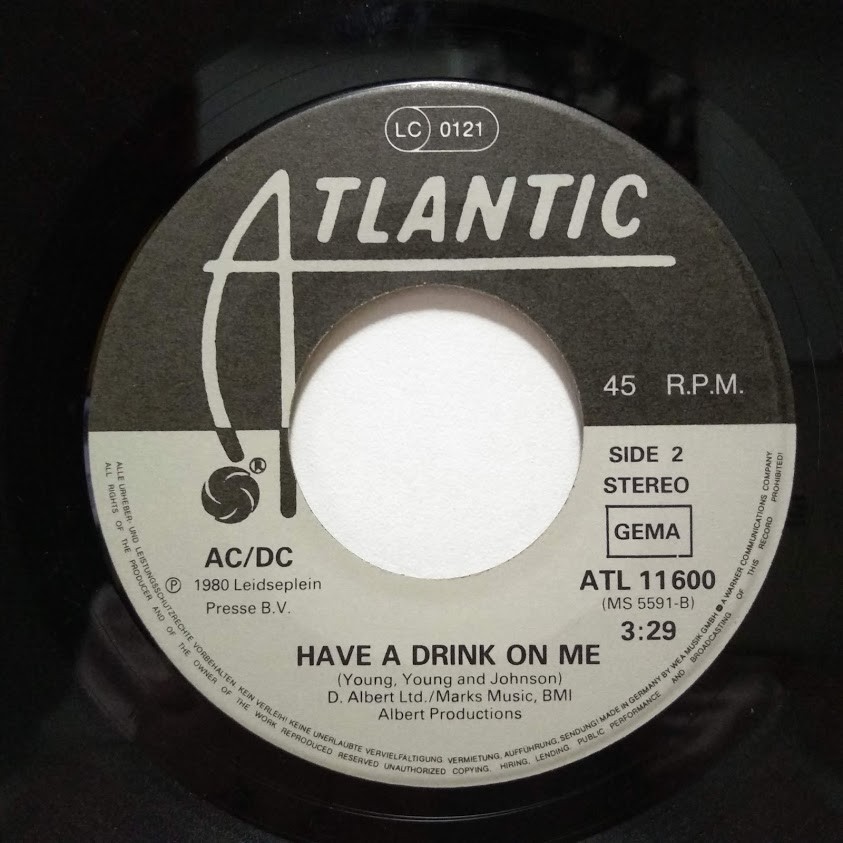 LC 0121
ATLANTIC
45 R.P.M.
SIDE 2
STEREO
GEMA
®
AC/DC
ATL 11600
℗ 1980 Leidseplein
(MS 5591-B)
Presse B.V.
3:29
HAVE A DRINK ON ME
(Young, Young and Johnson)
D. Albert Ltd./Marks Music, BMI
Albert Productions
ALLE URHEBER- UND LEISTUNGSSCHUTZRECHTE VORBEHALTEN. KEIN VERLEIH! KEINE UNERLAUBTE VERVIELFÄLTIGUNG, VERMIETUNG, AUFFÜHRUNG, SENDUNG! MADE IN GERMANY BY WEA MUSIK GMBH A WARNER COMMUNICATIONS COMPANY
ALL RIGHTS OF THE PRODUCER AND OF THE OWNER OF THE WORK REPRODUCED RESERVED UNAUTHORIZED COPYING, HIRING, LENDING, PUBLIC PERFORMANCE AND BROADCASTING OF THIS RECORD PROHIBITED!